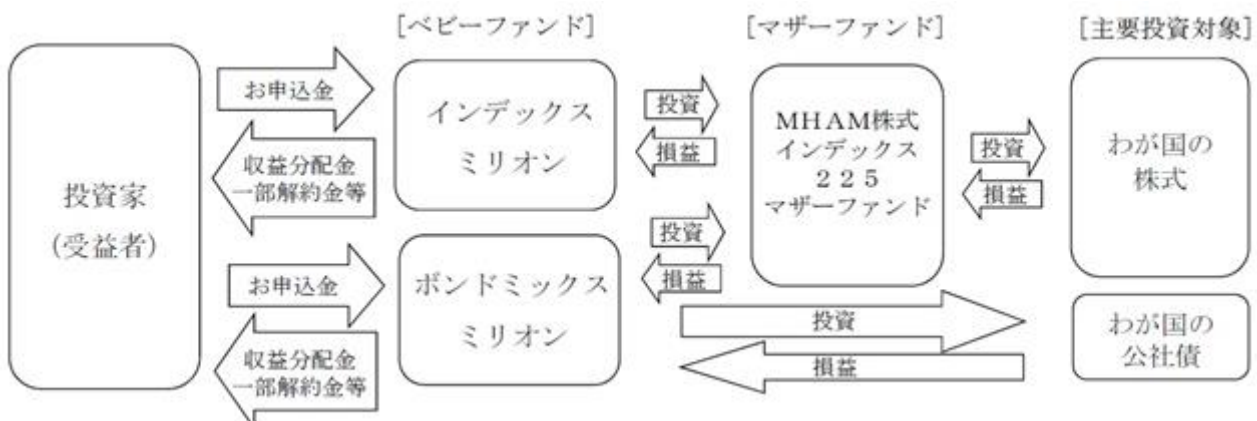 [ベビーファンド]
[マザーファンド]
[主要投資対象]
投資家
(受益者)
お申込金
収益分配金
一部解約金等
インデックス
ミリオン
投資
損益
MHAM株式
インデックス
225
マザーファンド
投資
損益
わが国の
株式
お申込金
収益分配金
一部解約金等
ボンドミックス
ミリオン
投資
損益
投資
損益
わが国の
公社債